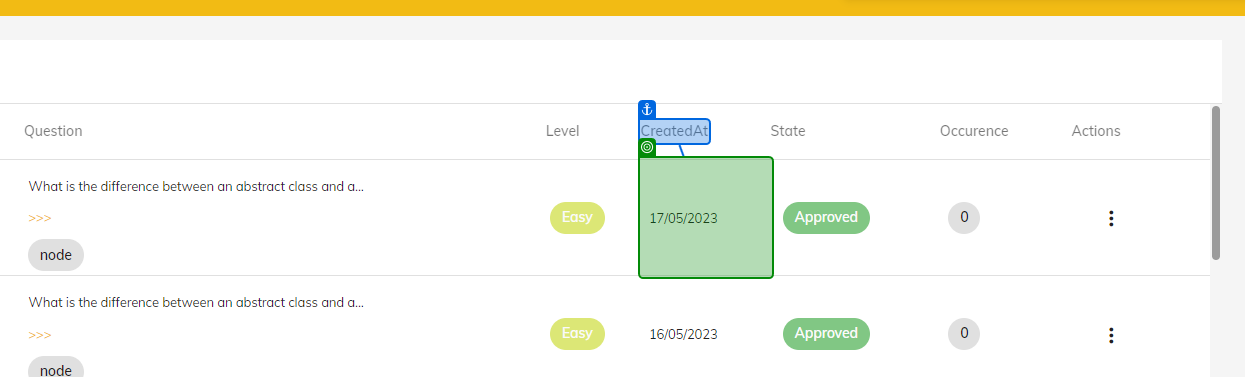 Question Level CreatedAt State Occurence Actions
What is the difference between an abstract class and a...
>>>
Easy 17/05/2023 Approved 0
node
What is the difference between an abstract class and a...
>>>
Easy 16/05/2023 Approved 0
node